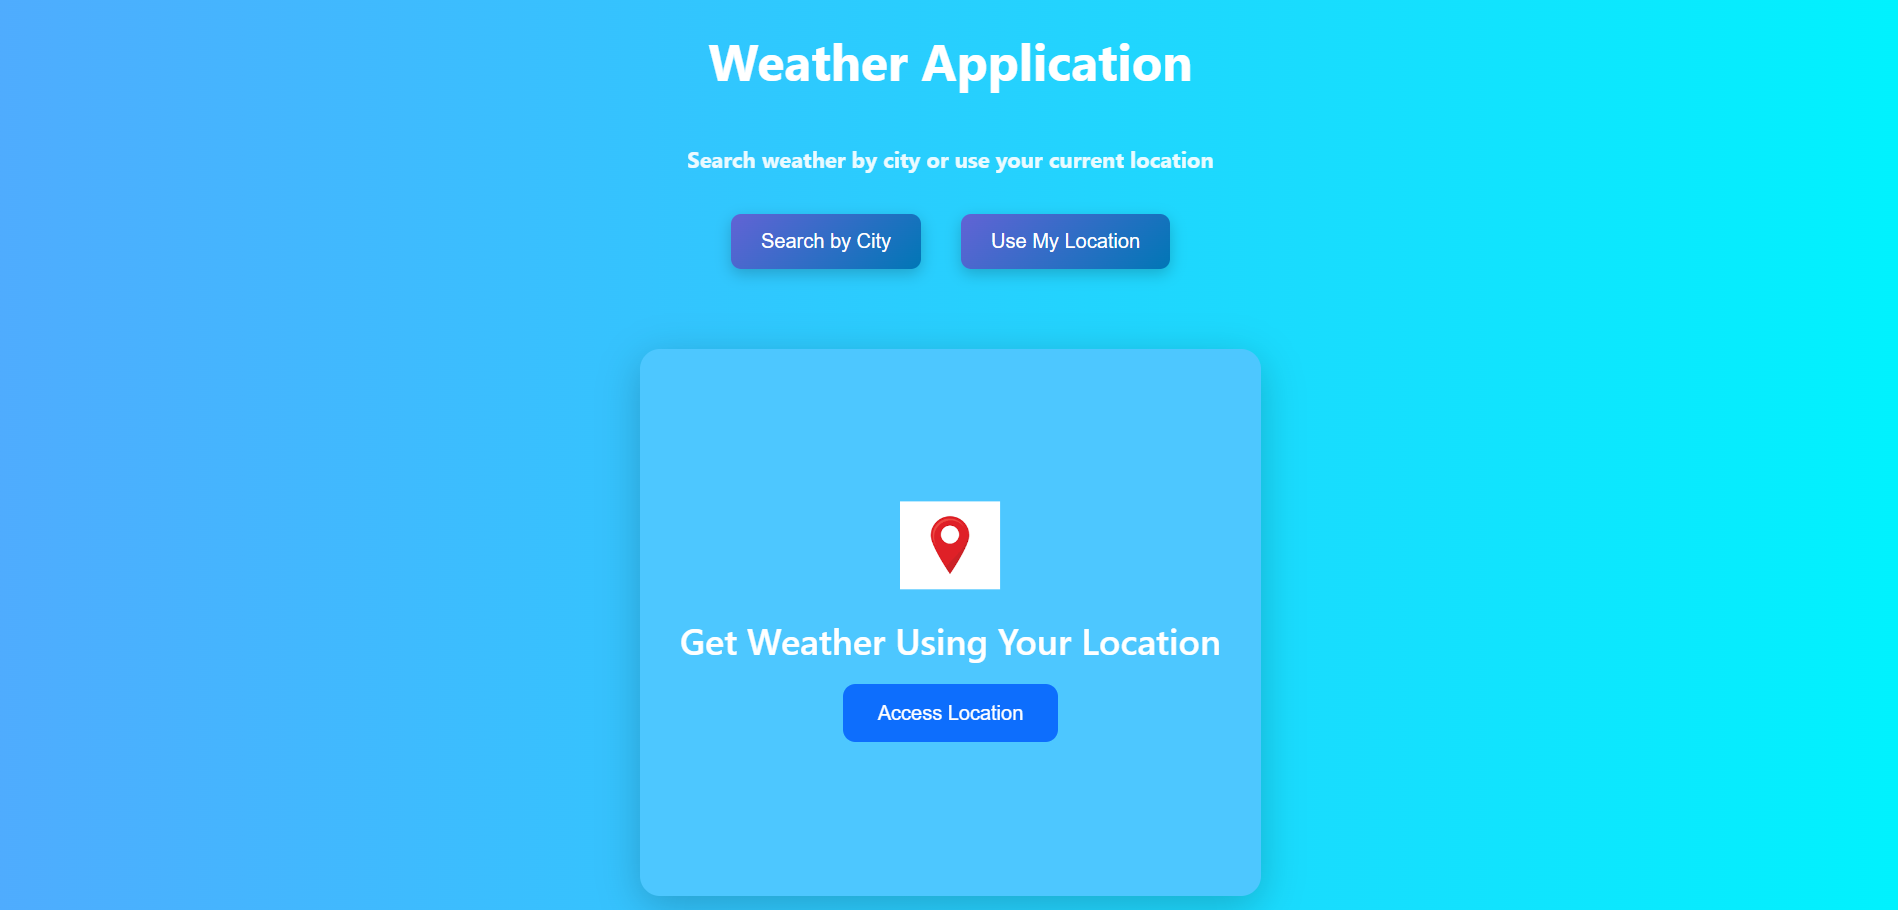 Weather Application
Search weather by city or use your current location
Search by City
Use My Location
Get Weather Using Your Location
Access Location